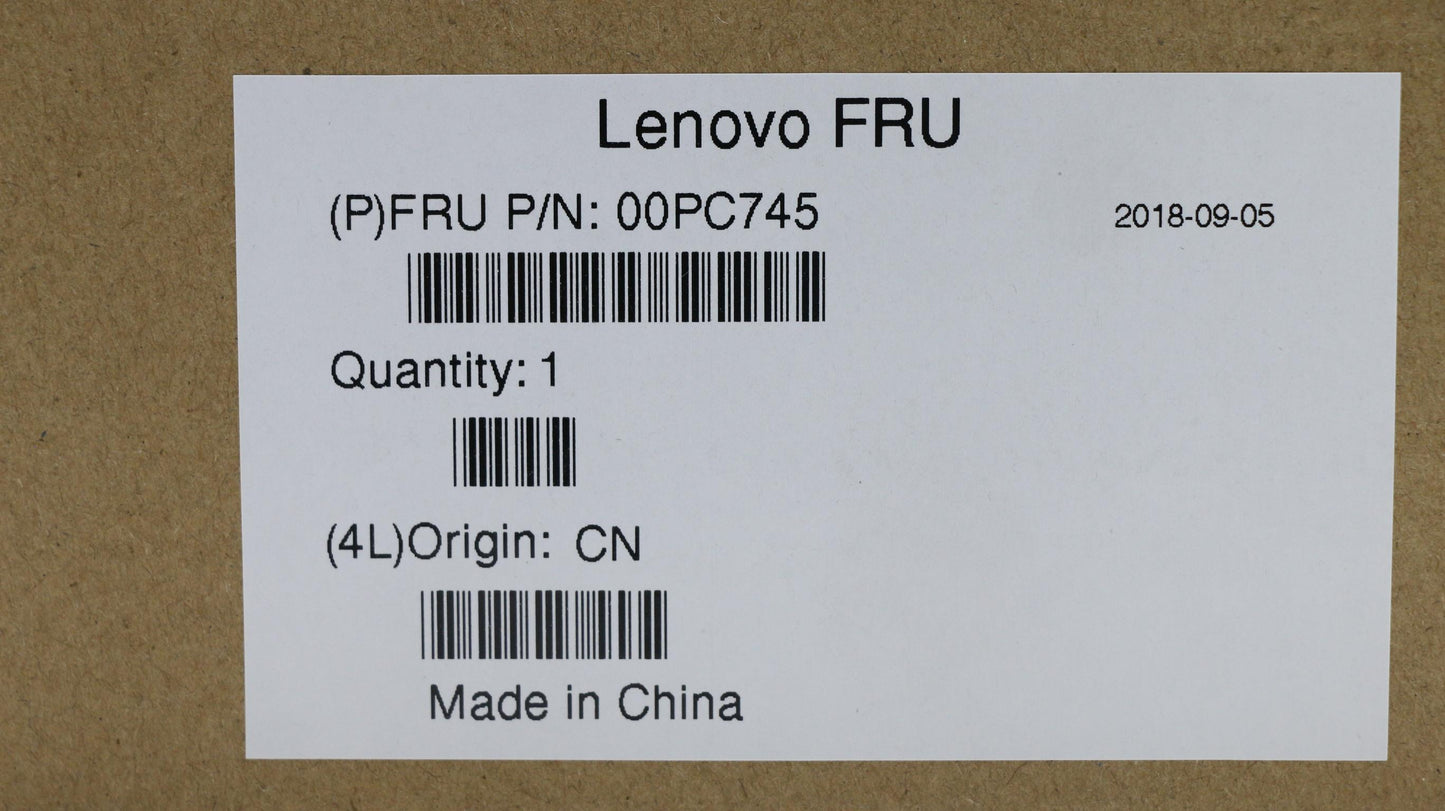 Lenovo FRU
(P)FRU P/N: 00PC745 2018-09-05
Quantity: 1
(4L)Origin: CN
Made in China